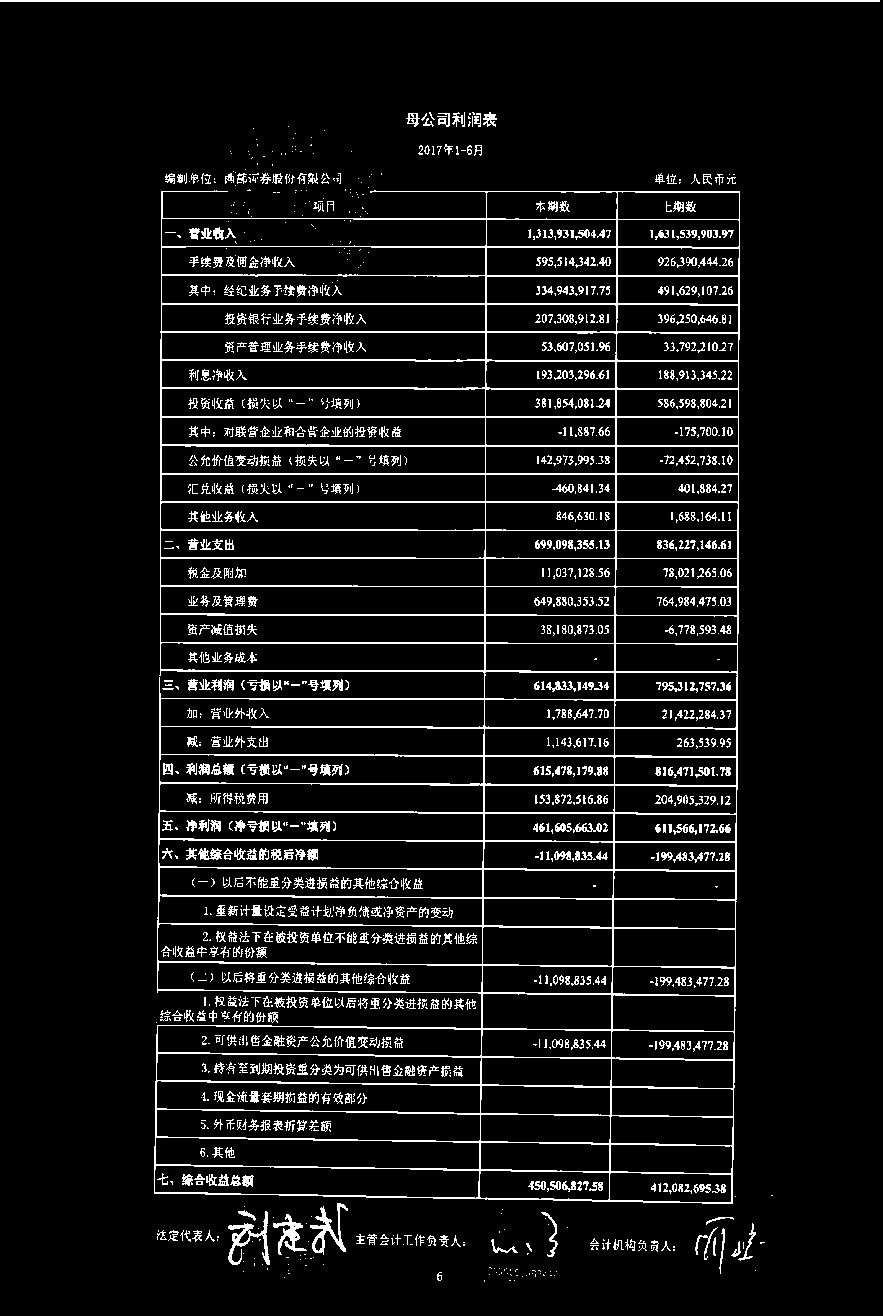 母公司利润表
2017年1-6月
编制单位：西部证券股份有限公司 单位：人民币元
项目 本期数 上期数
一、营业收入 1,313,931,504.47 1,631,539,903.97
手续费及佣金净收入 595,514,342.40 926,390,444.26
其中：经纪业务手续费净收入 334,943,917.75 491,629,107.26
投资银行业务手续费净收入 207,308,912.81 396,250,646.81
资产管理业务手续费净收入 53,607,051.96 33,792,210.27
利息净收入 193,203,296.61 188,913,345.22
投资收益（损失以“－”号填列） 381,854,081.24 586,598,804.21
其中：对联营企业和合营企业的投资收益 -11,887.66 -175,700.10
公允价值变动损益（损失以“－”号填列） 142,973,995.38 -72,452,738.10
汇兑收益（损失以“－”号填列） -460,841.34 401,884.27
其他业务收入 846,630.18 1,688,164.11
二、营业支出 699,098,355.13 836,227,146.61
税金及附加 11,037,128.56 78,021,265.06
业务及管理费 649,880,353.52 764,984,475.03
资产减值损失 38,180,873.05 -6,778,593.48
其他业务成本 - -
三、营业利润（亏损以“－”号填列） 614,833,149.34 795,312,757.36
加：营业外收入 1,788,647.70 21,422,284.37
减：营业外支出 1,143,617.16 263,539.95
四、利润总额（亏损以“－”号填列） 615,478,179.88 816,471,501.78
减：所得税费用 153,872,516.86 204,905,329.12
五、净利润（净亏损以“－”填列） 461,605,663.02 611,566,172.66
六、其他综合收益的税后净额 -11,098,835.44 -199,483,477.28
（一）以后不能重分类进损益的其他综合收益 - -
1.重新计量设定受益计划净负债或净资产的变动
2.权益法下在被投资单位不能重分类进损益的其他综
合收益中享有的份额
（二）以后将重分类进损益的其他综合收益 -11,098,835.44 -199,483,477.28
1.权益法下在被投资单位以后将重分类进损益的其他
综合收益中享有的份额
2.可供出售金融资产公允价值变动损益 -11,098,835.44 -199,483,477.28
3.持有至到期投资重分类为可供出售金融资产损益
4.现金流量套期损益的有效部分
5.外币财务报表折算差额
6.其他
七、综合收益总额 450,506,827.58 412,082,695.38
法定代表人： 主管会计工作负责人： 会计机构负责人：
6